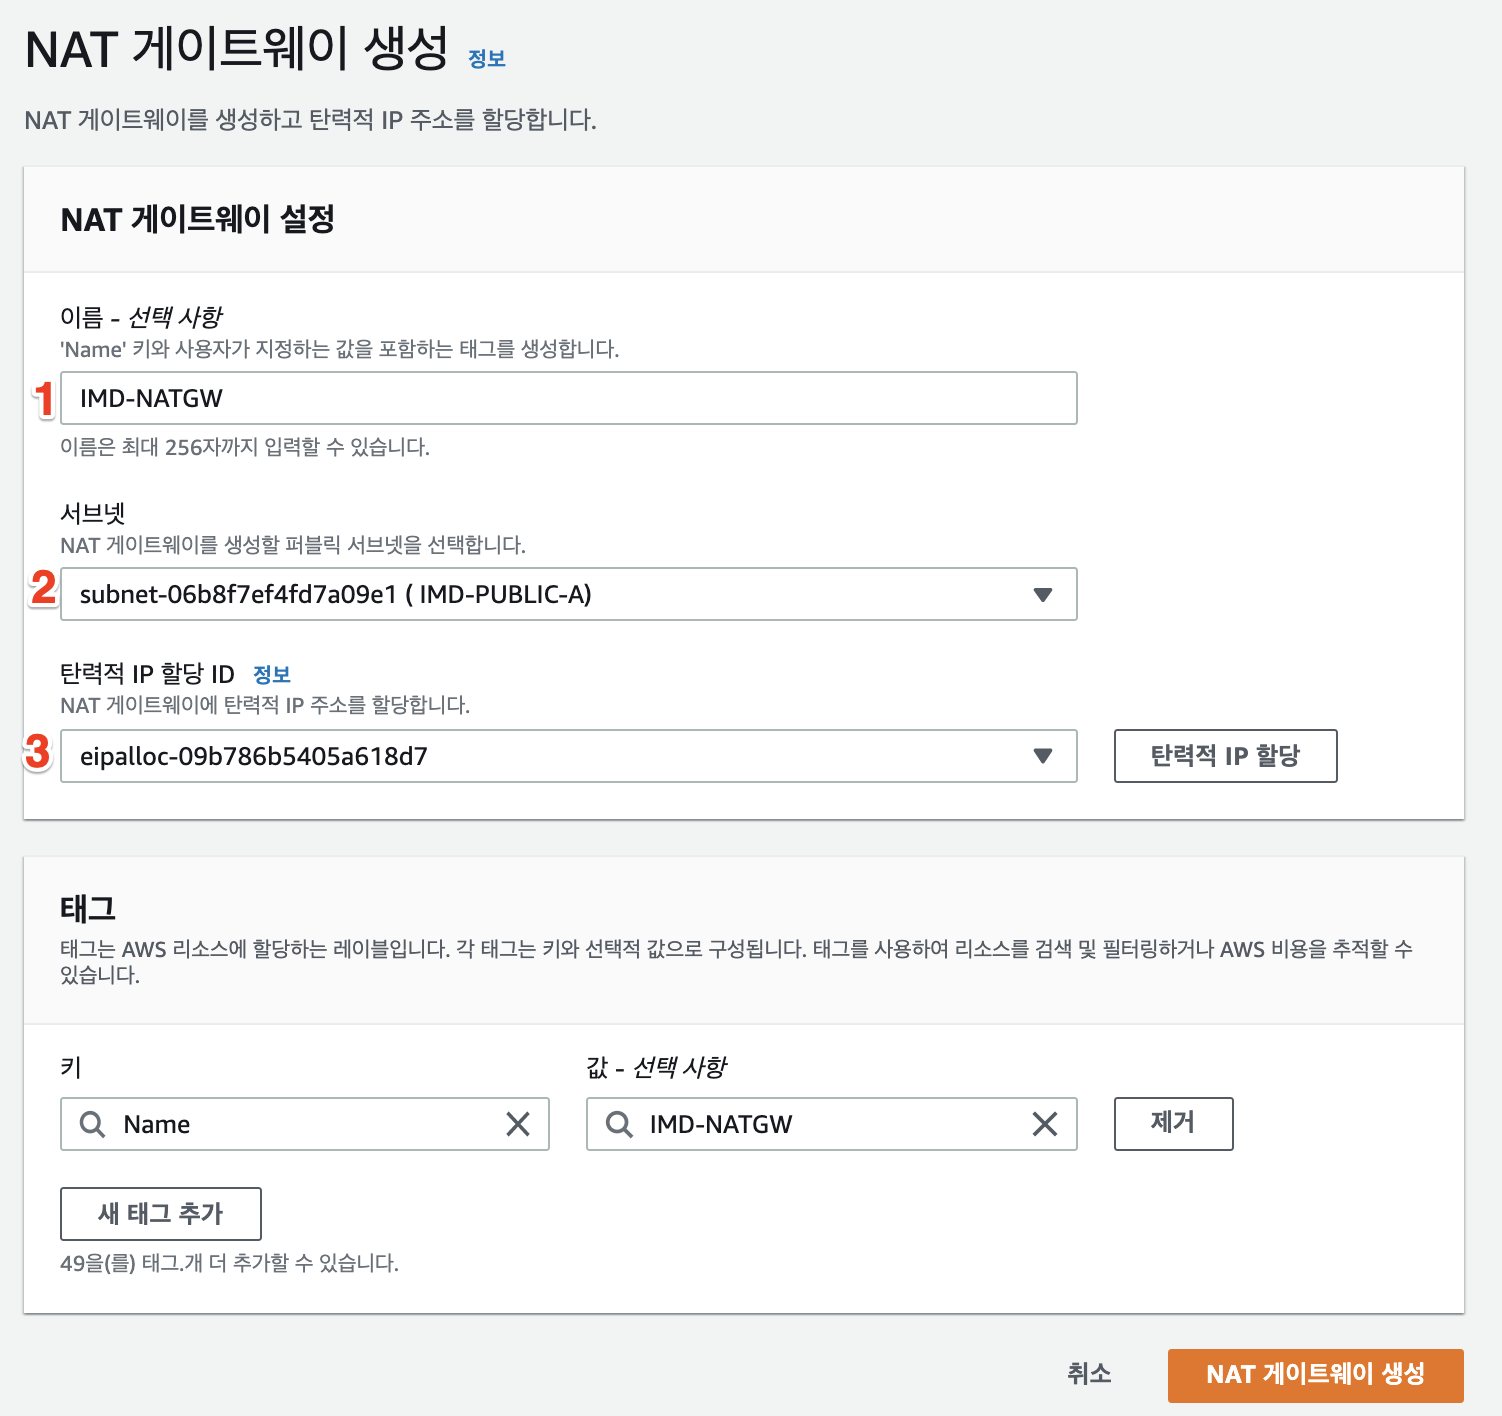 NAT 게이트웨이 생성 정보
NAT 게이트웨이를 생성하고 탄력적 IP 주소를 할당합니다.
NAT 게이트웨이 설정
이름 - 선택 사항
'Name' 키와 사용자가 지정하는 값을 포함하는 태그를 생성합니다.
1 IMD-NATGW
이름은 최대 256자까지 입력할 수 있습니다.
서브넷
NAT 게이트웨이를 생성할 퍼블릭 서브넷을 선택합니다.
2 subnet-06b8f7ef4fd7a09e1 ( IMD-PUBLIC-A)
탄력적 IP 할당 ID 정보
NAT 게이트웨이에 탄력적 IP 주소를 할당합니다.
3 eipalloc-09b786b5405a618d7 탄력적 IP 할당
태그
태그는 AWS 리소스에 할당하는 레이블입니다. 각 태그는 키와 선택적 값으로 구성됩니다. 태그를 사용하여 리소스를 검색 및 필터링하거나 AWS 비용을 추적할 수
있습니다.
키 값 - 선택 사항
Name IMD-NATGW 제거
새 태그 추가
49을(를) 태그.개 더 추가할 수 있습니다.
취소 NAT 게이트웨이 생성